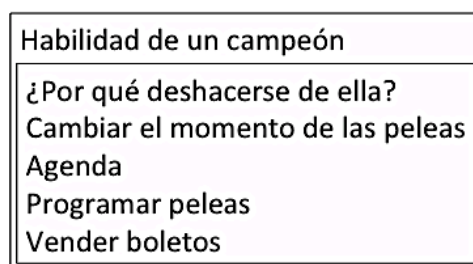 Habilidad de un campeón
¿Por qué deshacerse de ella?
Cambiar el momento de las peleas
Agenda
Programar peleas
Vender boletos